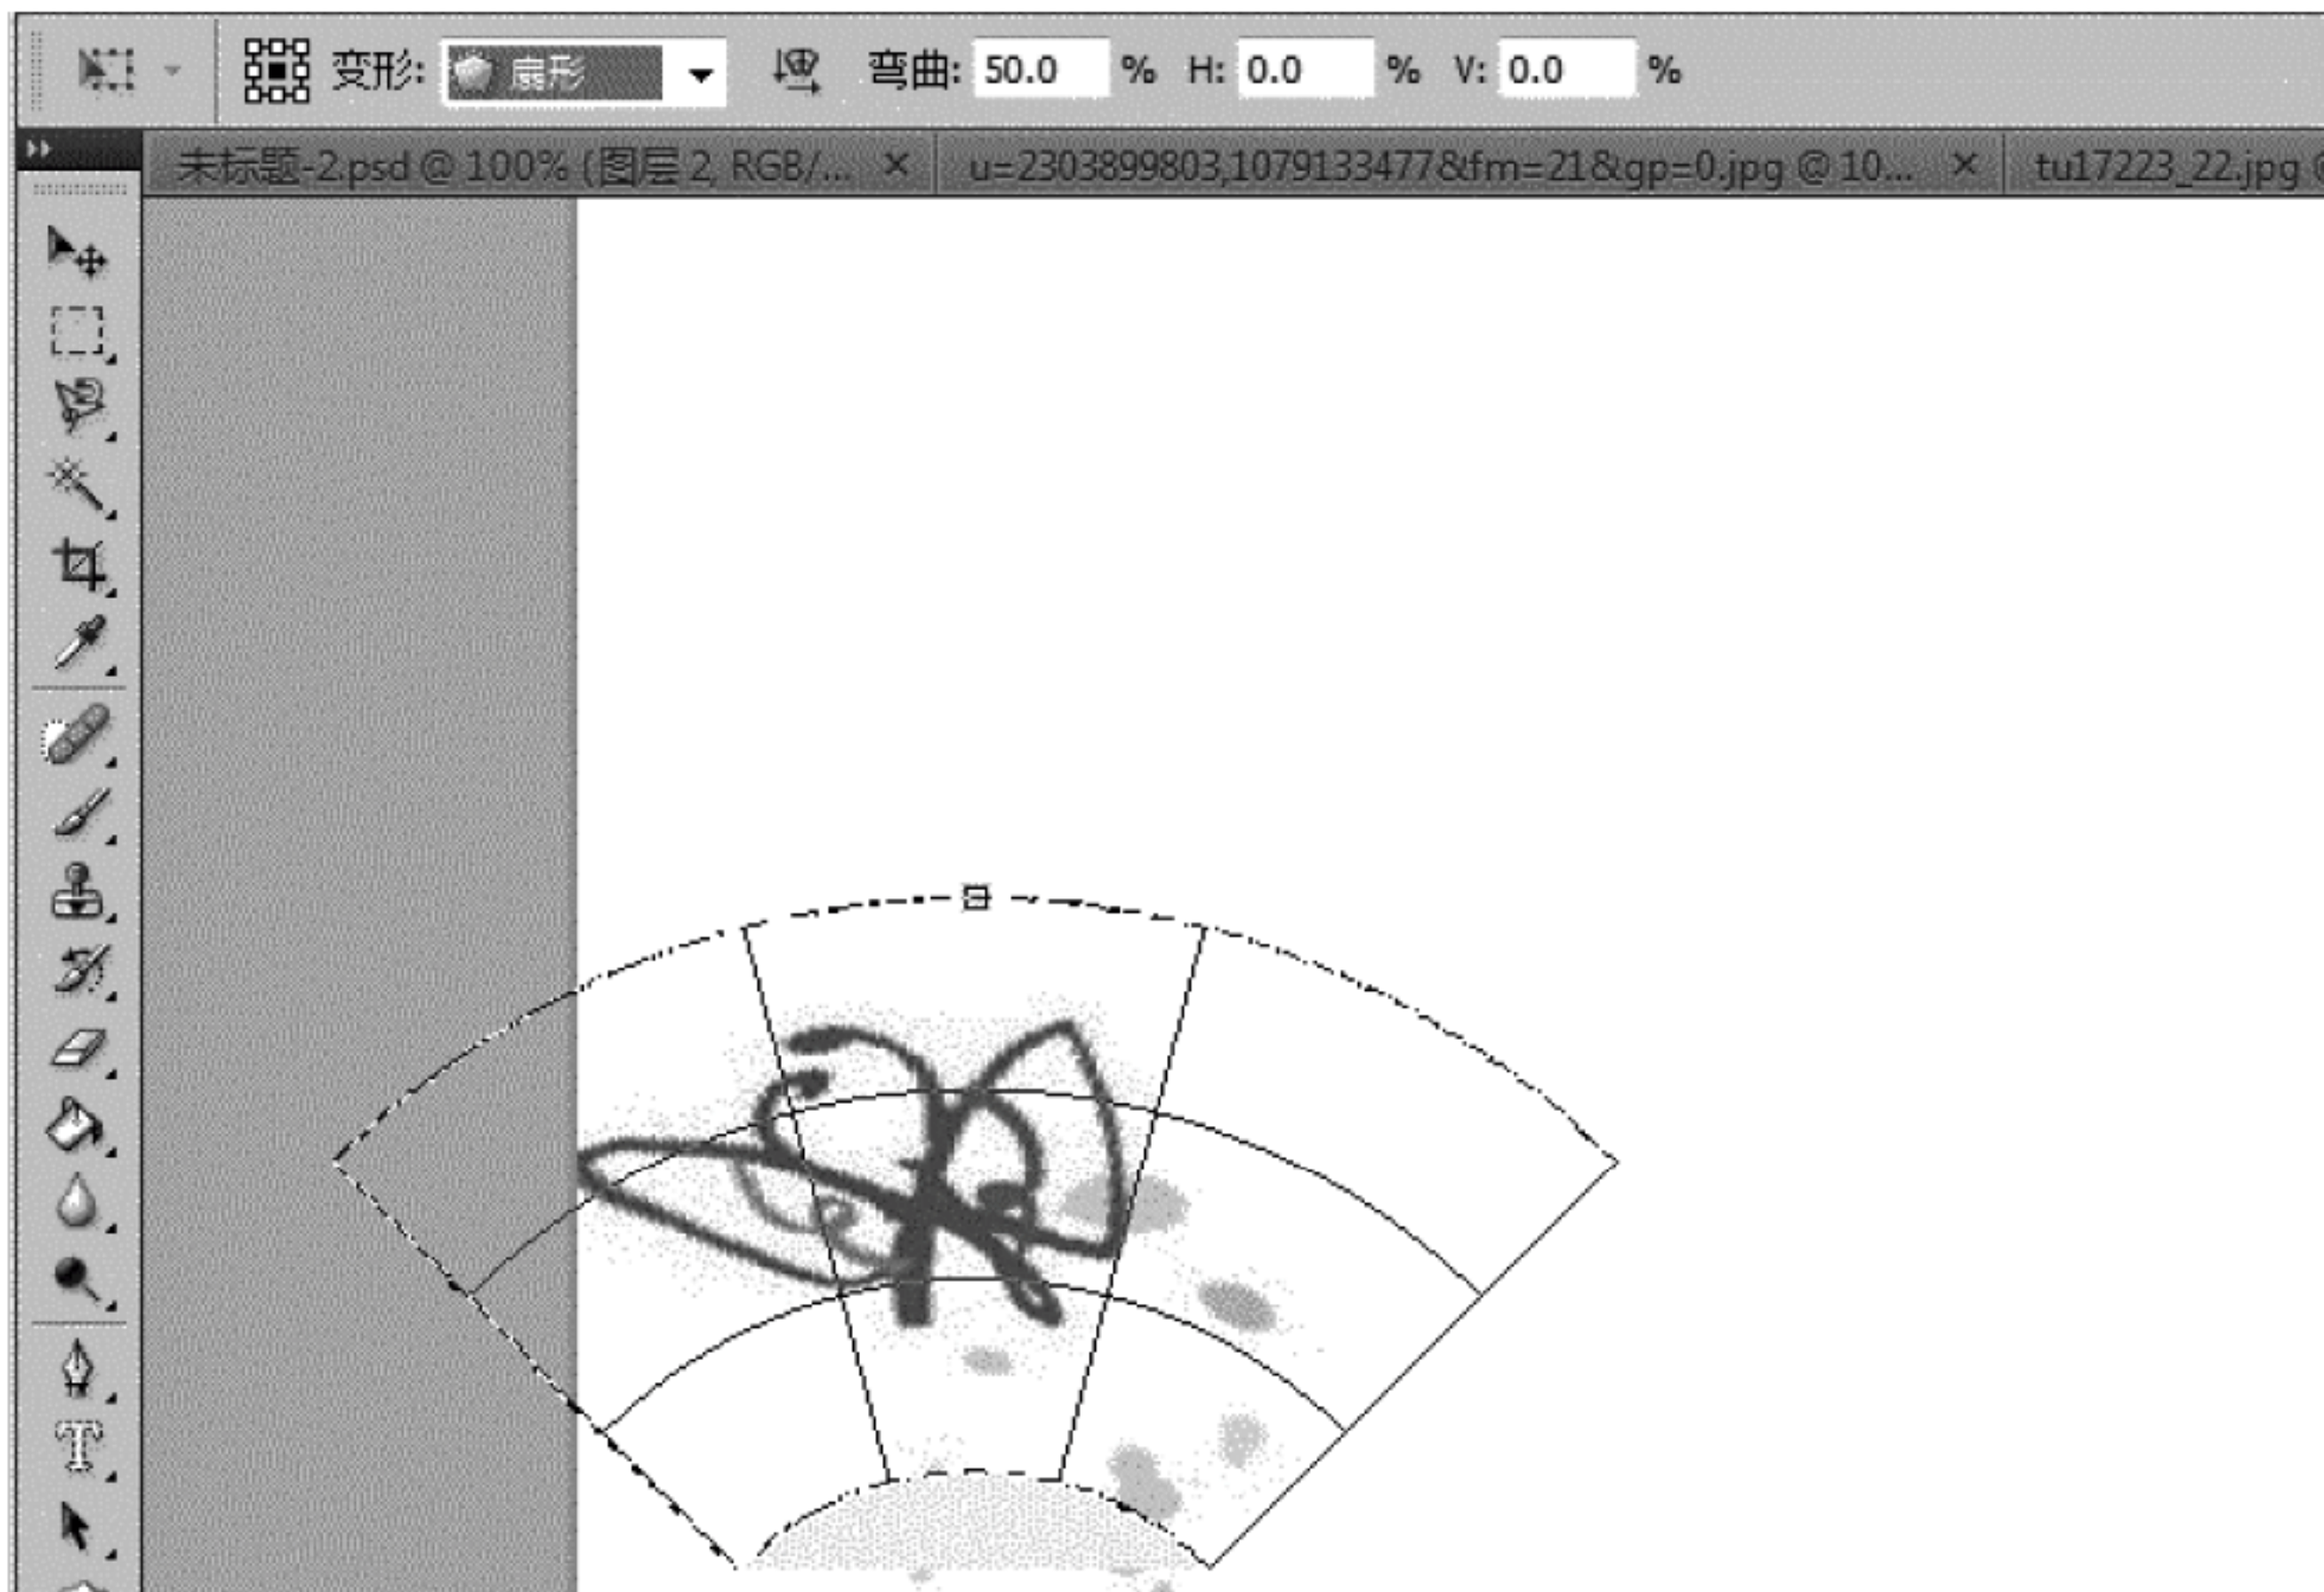 变形: 扇形 弯曲: 50.0 % H: 0.0 % V: 0.0 %
未标题-2.psd @ 100% (图层 2, RGB/... × u=2303899803,1079133477&fm=21&gp=0.jpg @ 10... × tu17223_22.jpg @